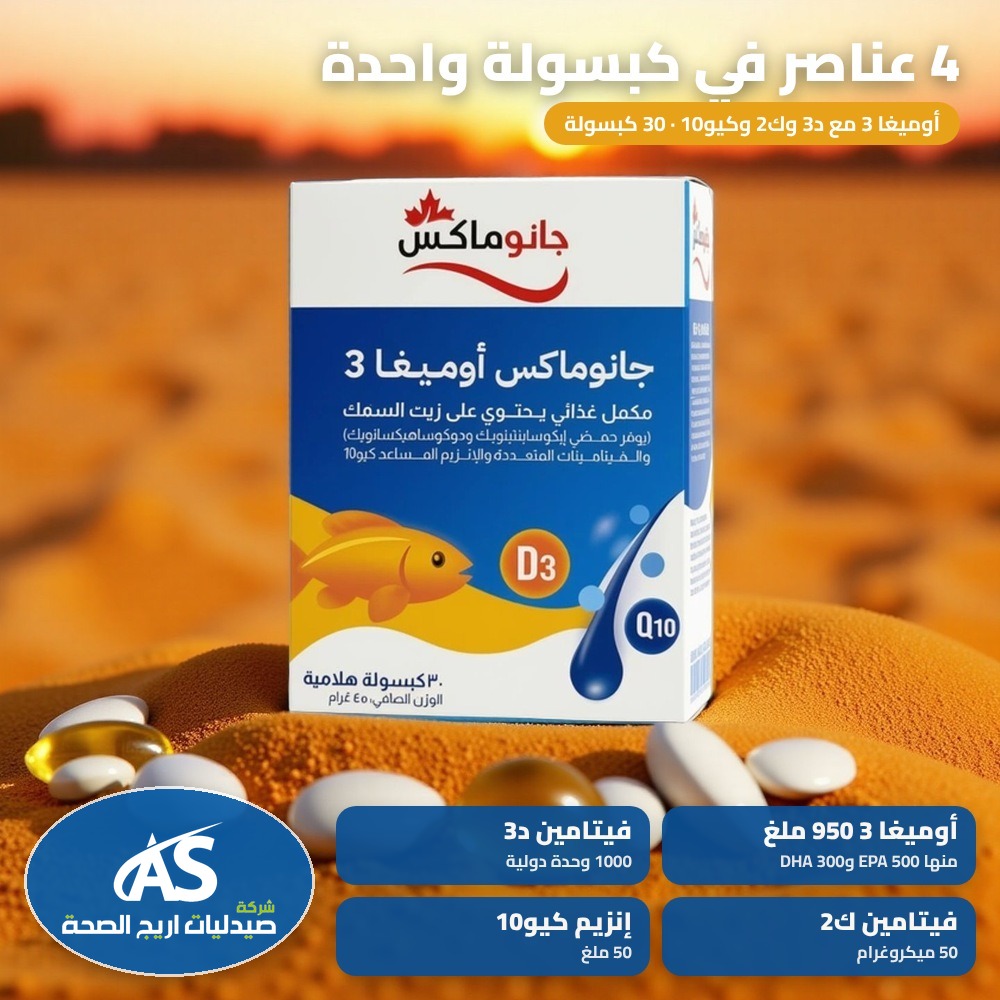 4 عناصر في كبسولة واحدة
أوميغا 3 مع د3 وك2 وكيو10 · 30 كبسولة
جانوماكس
جانوماكس أوميغا 3
مكمل غذائي يحتوي على زيت السمك
(يوفر حمضي إيكوسابنتينويك ودوكوساهيكسانويك)
والفيتامينات المتعددة والإنزيم المساعد كيو10
D3
Q10
٣٠ كبسولة هلامية
الوزن الصافي: ٤٥ غرام
أوميغا 3 950 ملغ
منها EPA 500 وDHA 300
فيتامين د3
1000 وحدة دولية
فيتامين ك2
50 ميكروغرام
إنزيم كيو10
50 ملغ
AS
شركة
صيدليات اريج الصحة